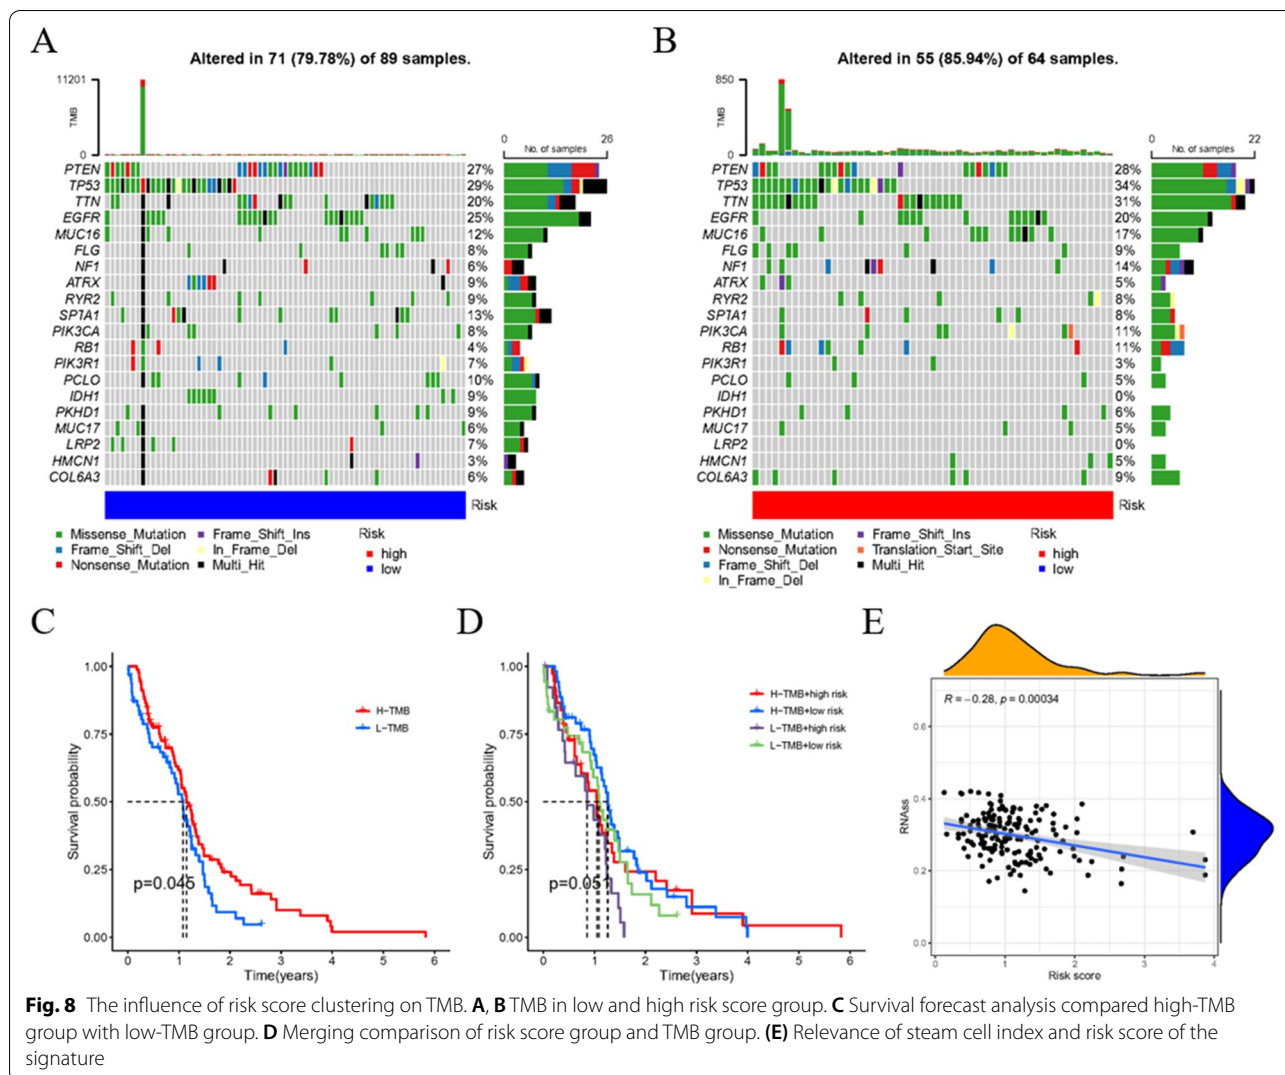 A
Altered in 71 (79.78%) of 89 samples.
11201
0
TMB
No. of samples
0
26
PTEN 27%
TP53 29%
TTN 20%
EGFR 25%
MUC16 12%
FLG 8%
NF1 6%
ATRX 9%
RYR2 9%
SPTA1 13%
PIK3CA 8%
RB1 4%
PIK3R1 7%
PCLO 10%
IDH1 9%
PKHD1 9%
MUC17 6%
LRP2 7%
HMCN1 3%
COL6A3 6%
Risk
Missense_Mutation
Frame_Shift_Del
Nonsense_Mutation
Frame_Shift_Ins
In_Frame_Del
Multi_Hit
Risk
high
low
B
Altered in 55 (85.94%) of 64 samples.
850
0
TMB
No. of samples
0
22
PTEN 28%
TP53 34%
TTN 31%
EGFR 20%
MUC16 17%
FLG 9%
NF1 14%
ATRX 5%
RYR2 8%
SPTA1 8%
PIK3CA 11%
RB1 11%
PIK3R1 3%
PCLO 5%
IDH1 0%
PKHD1 6%
MUC17 5%
LRP2 0%
HMCN1 5%
COL6A3 9%
Risk
Missense_Mutation
Nonsense_Mutation
Frame_Shift_Del
In_Frame_Del
Frame_Shift_Ins
Translation_Start_Site
Multi_Hit
Risk
high
low
C
1.00
0.75
0.50
0.25
0.00
Survival probability
H-TMB
L-TMB
p=0.045
0 1 2 3 4 5 6
Time(years)
D
1.00
0.75
0.50
0.25
0.00
Survival probability
H-TMB+high risk
H-TMB+low risk
L-TMB+high risk
L-TMB+low risk
p=0.051
0 1 2 3 4 5 6
Time(years)
E
R = -0.28, p = 0.00034
0.6
0.4
0.2
0.0
RNAss
0 1 2 3 4
Risk score
Fig. 8 The influence of risk score clustering on TMB. A, B TMB in low and high risk score group. C Survival forecast analysis compared high-TMB
group with low-TMB group. D Merging comparison of risk score group and TMB group. (E) Relevance of steam cell index and risk score of the
signature